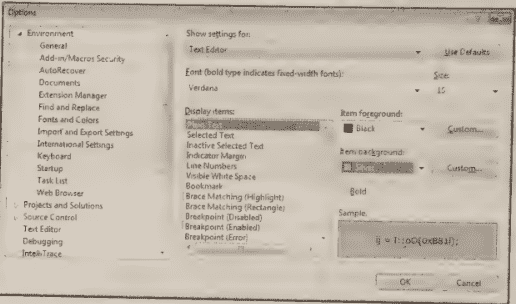 Options
Environment
General
Add-in/Macros Security
AutoRecover
Documents
Extension Manager
Find and Replace
Fonts and Colors
Import and Export Settings
International Settings
Keyboard
Startup
Task List
Web Browser
Projects and Solutions
Source Control
Text Editor
Debugging
IntelliTrace
Show settings for:
Text Editor
Use Defaults
Font (bold type indicates fixed-width fonts):
Size:
Verdana
15
Display items:
Selected Text
Inactive Selected Text
Indicator Margin
Line Numbers
Visible White Space
Bookmark
Brace Matching (Highlight)
Brace Matching (Rectangle)
Breakpoint (Disabled)
Breakpoint (Enabled)
Breakpoint (Error)
Item foreground:
Black
Custom...
Item background:
Custom...
Bold
Sample:
OK
Cancel